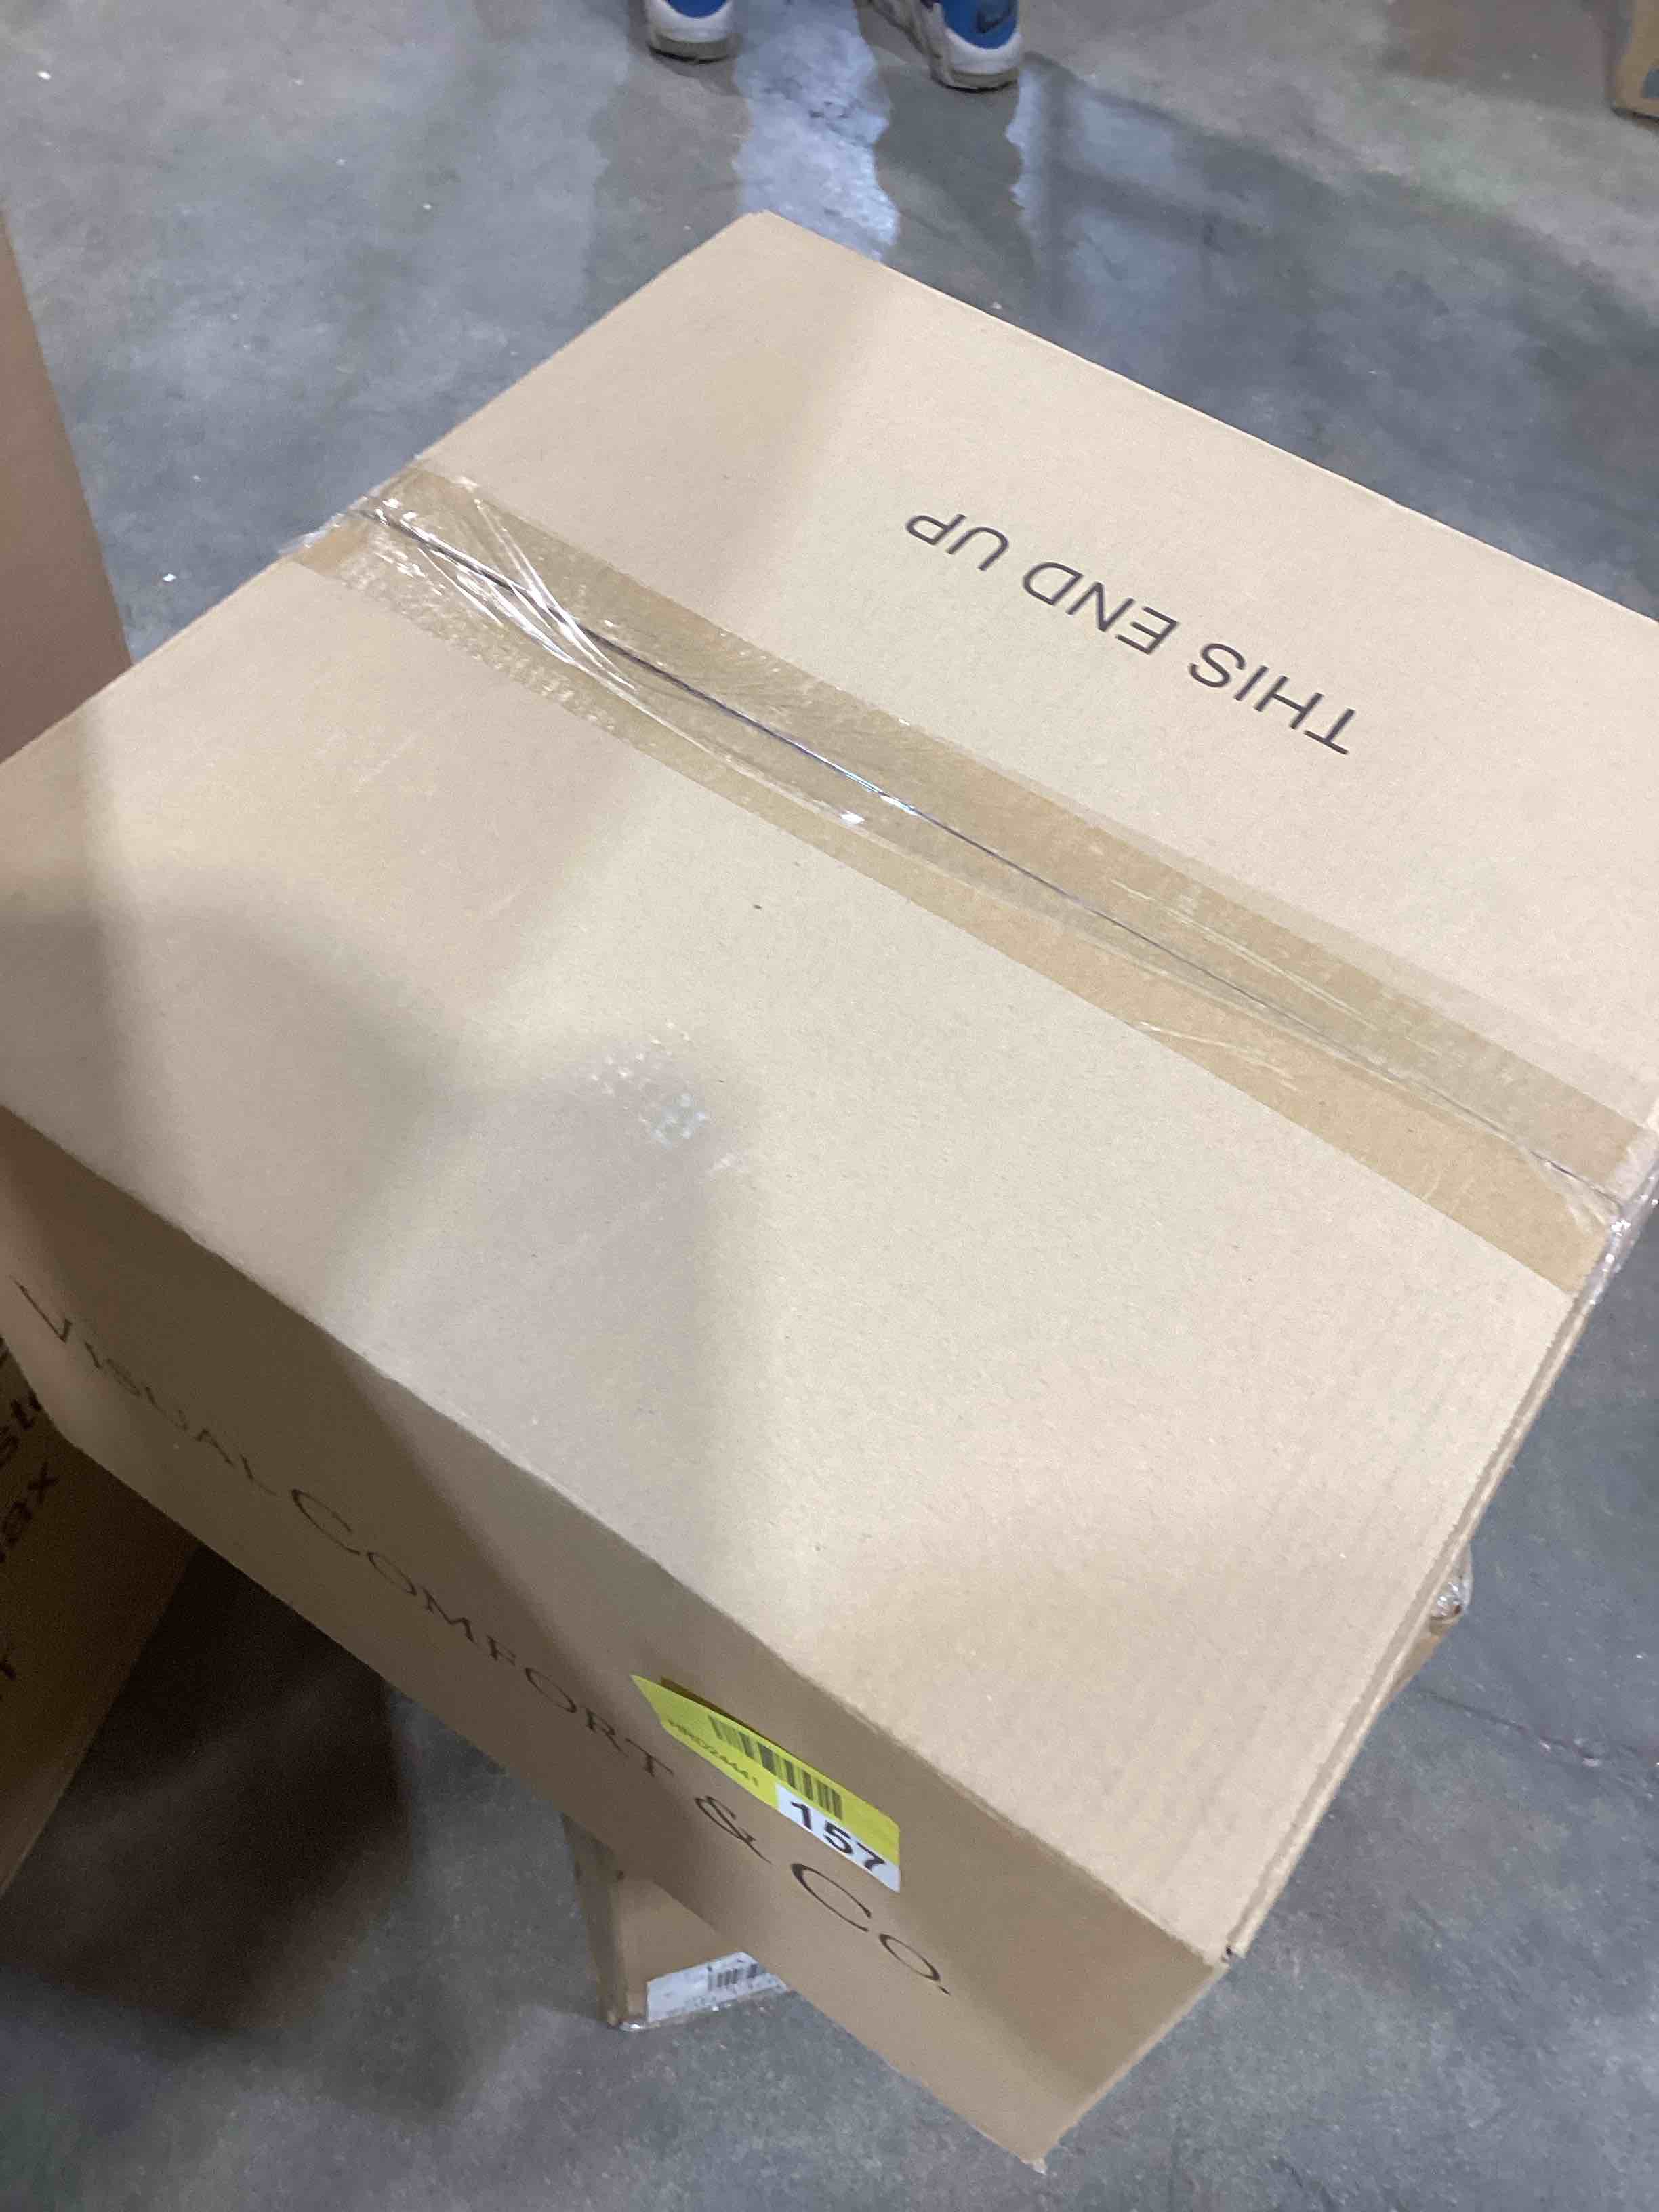 THIS END UP
VISUAL COMFORT & CO.
157